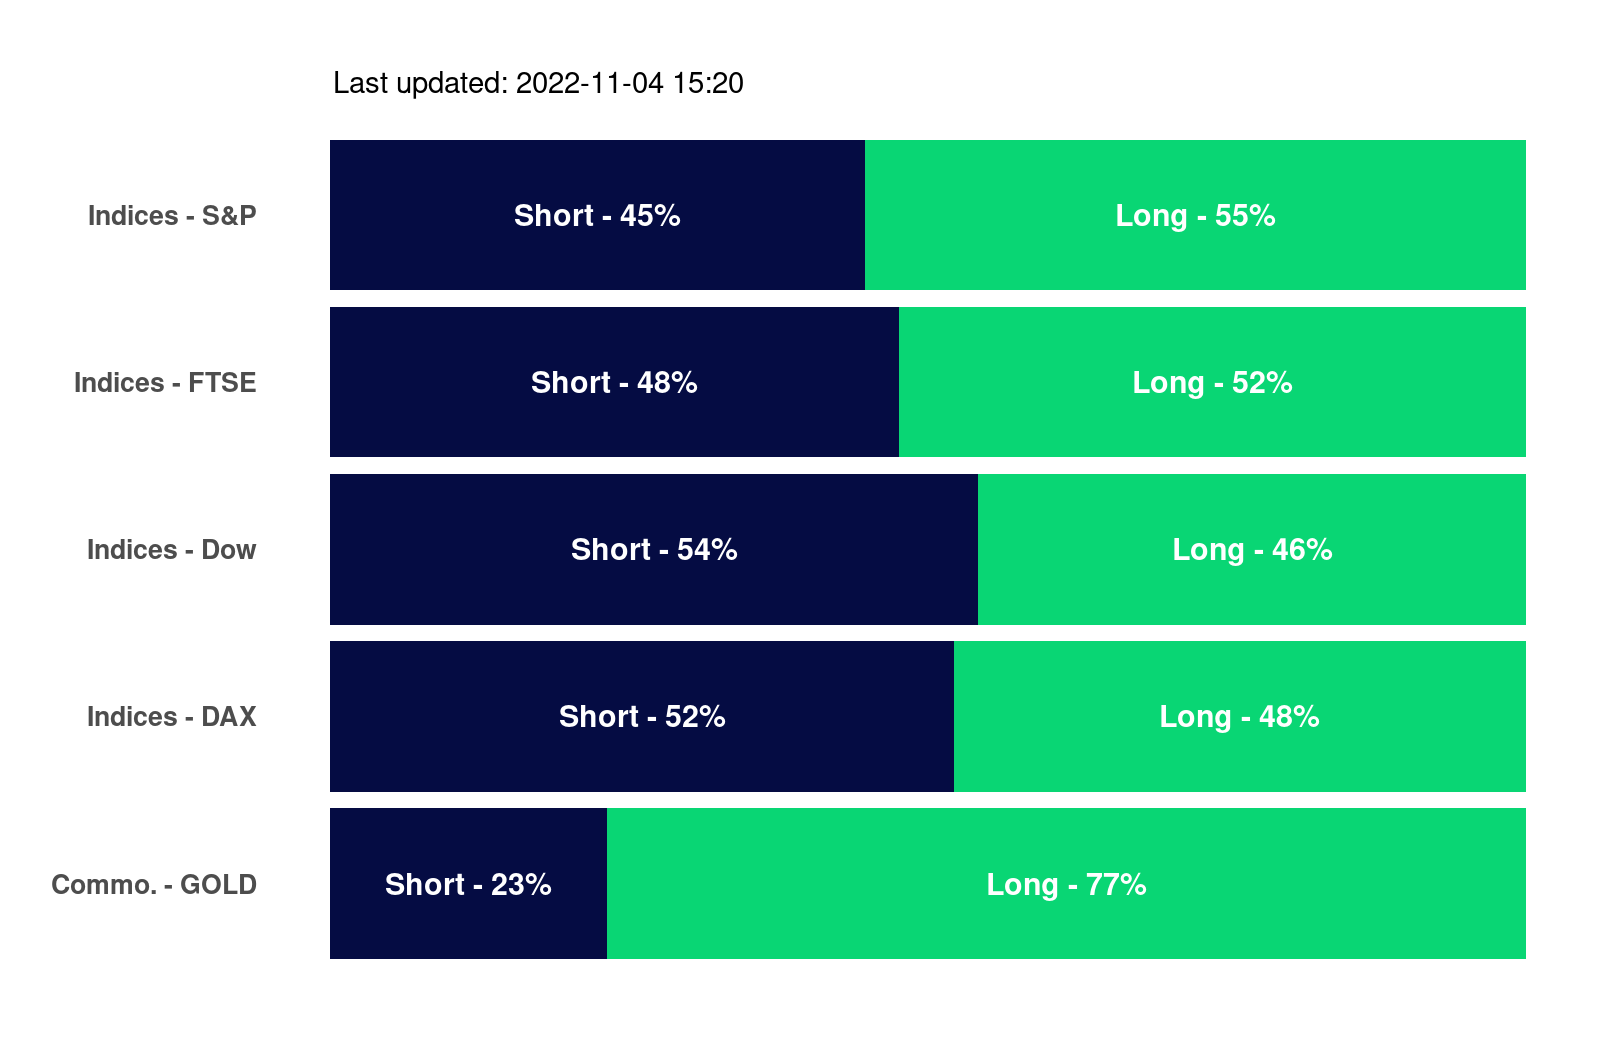 Last updated: 2022-11-04 15:20
Indices - S&P
Short - 45%
Long - 55%
Indices - FTSE
Short - 48%
Long - 52%
Indices - Dow
Short - 54%
Long - 46%
Indices - DAX
Short - 52%
Long - 48%
Commo. - GOLD
Short - 23%
Long - 77%